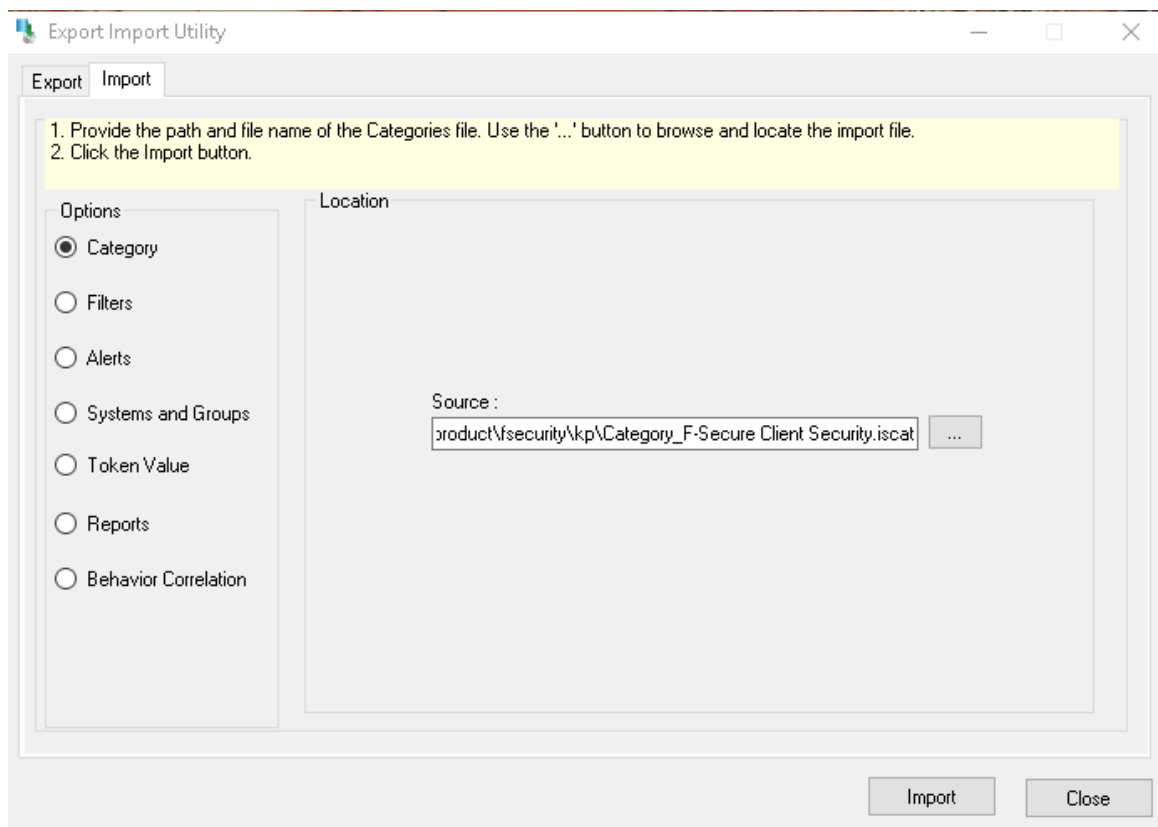 Export Import Utility
Export Import
1. Provide the path and file name of the Categories file. Use the '...' button to browse and locate the import file.
2. Click the Import button.
Options
Location
Category
Filters
Alerts
Systems and Groups
Token Value
Reports
Behavior Correlation
Source :
product\fsecurity\kp\Category_F-Secure Client Security.iscat ...
Import Close